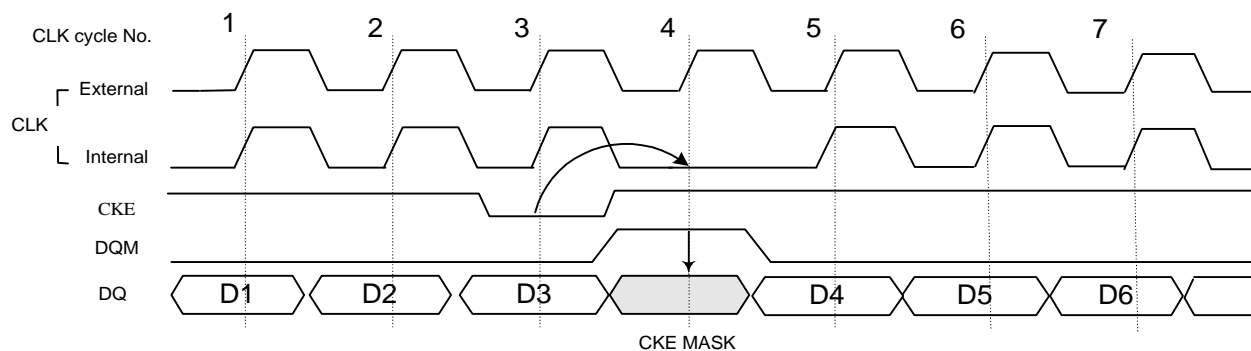 CLK cycle No. 1 2 3 4 5 6 7
External
CLK
Internal
CKE
DQM
DQ D1 D2 D3 D4 D5 D6
CKE MASK